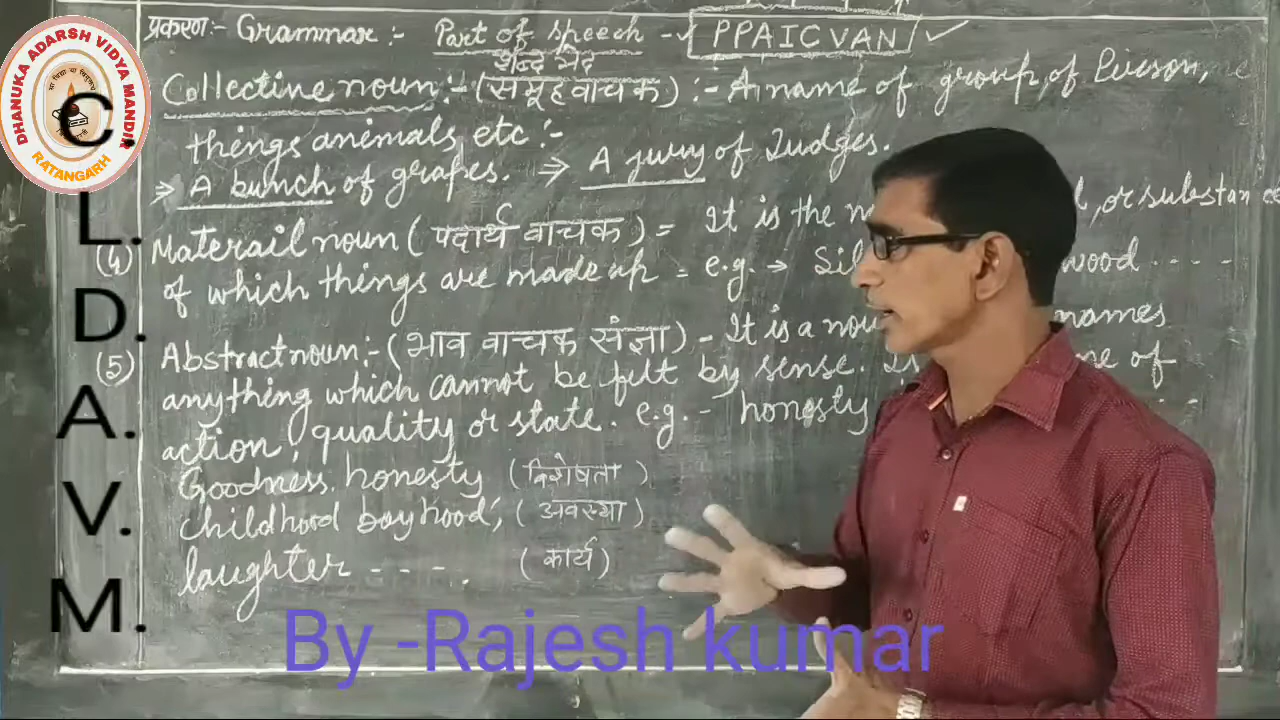 प्रकरण:- Grammar:- Part of speech - PPAICVAN
शब्द भेद
Collective noun:- (समूहवाचक):- A name of group of Person,
things animals, etc:-
⇒ A bunch of grapes. ⇒ A jury of Judges.
(4) Materail noun (पदार्थ वाचक) = It is the or substan
of which things are made up = e.g. → wood ----
(5) Abstract noun:- (भाव वाचक संज्ञा) - It is a names
anything which cannot be felt by sense. of
action, quality or state. e.g. - honesty
Goodness. honesty (विशेषता)
childhood boyhood, (अवस्था)
laughter ---. (कार्य)
DHANUKA ADARSH VIDYA MANDIR
RATANGARH
C.
L.
D.
A.
V.
M.
By -Rajesh kumar